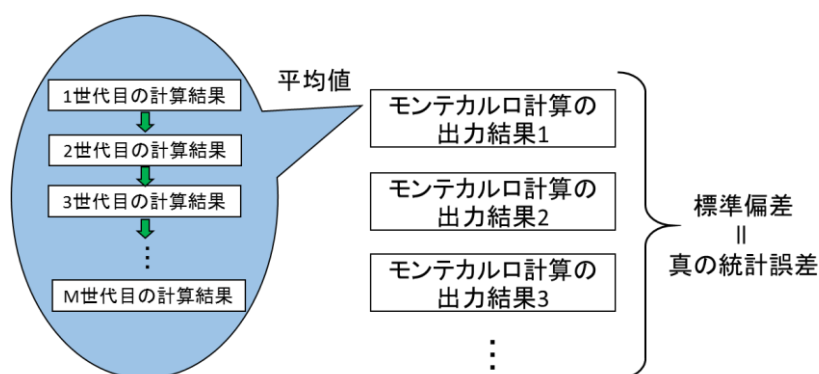 1世代目の計算結果
2世代目の計算結果
3世代目の計算結果
⋮
M世代目の計算結果
平均値
モンテカルロ計算の
出力結果1
モンテカルロ計算の
出力結果2
モンテカルロ計算の
出力結果3
⋮
標準偏差
॥
真の統計誤差